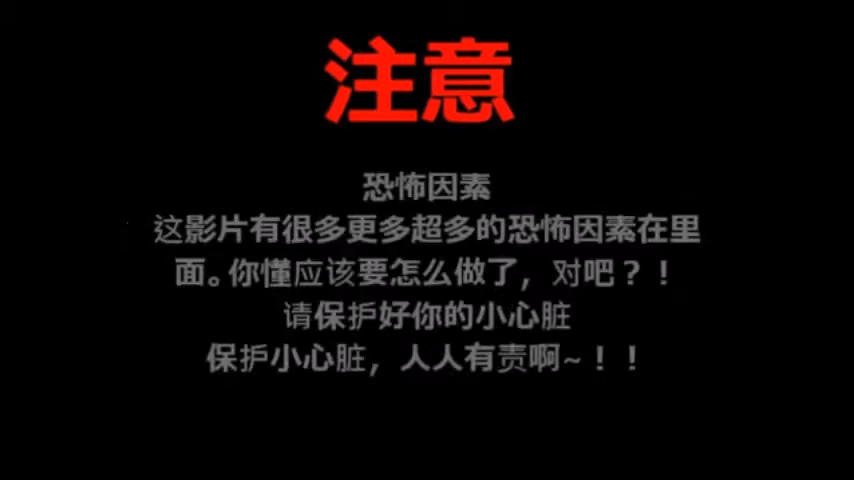 注意
恐怖因素
这影片有很多更多超多的恐怖因素在里
面。你懂应该要怎么做了，对吧？！
请保护好你的小心脏
保护小心脏，人人有责啊~！！